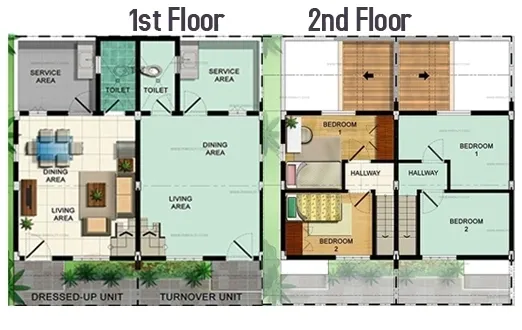 1st Floor
2nd Floor
SERVICE
AREA
TOILET
TOILET
SERVICE
AREA
DINING
AREA
LIVING
AREA
DINING
AREA
LIVING
AREA
DRESSED-UP UNIT
TURNOVER UNIT
BEDROOM
1
HALLWAY
BEDROOM
2
BEDROOM
1
HALLWAY
BEDROOM
2